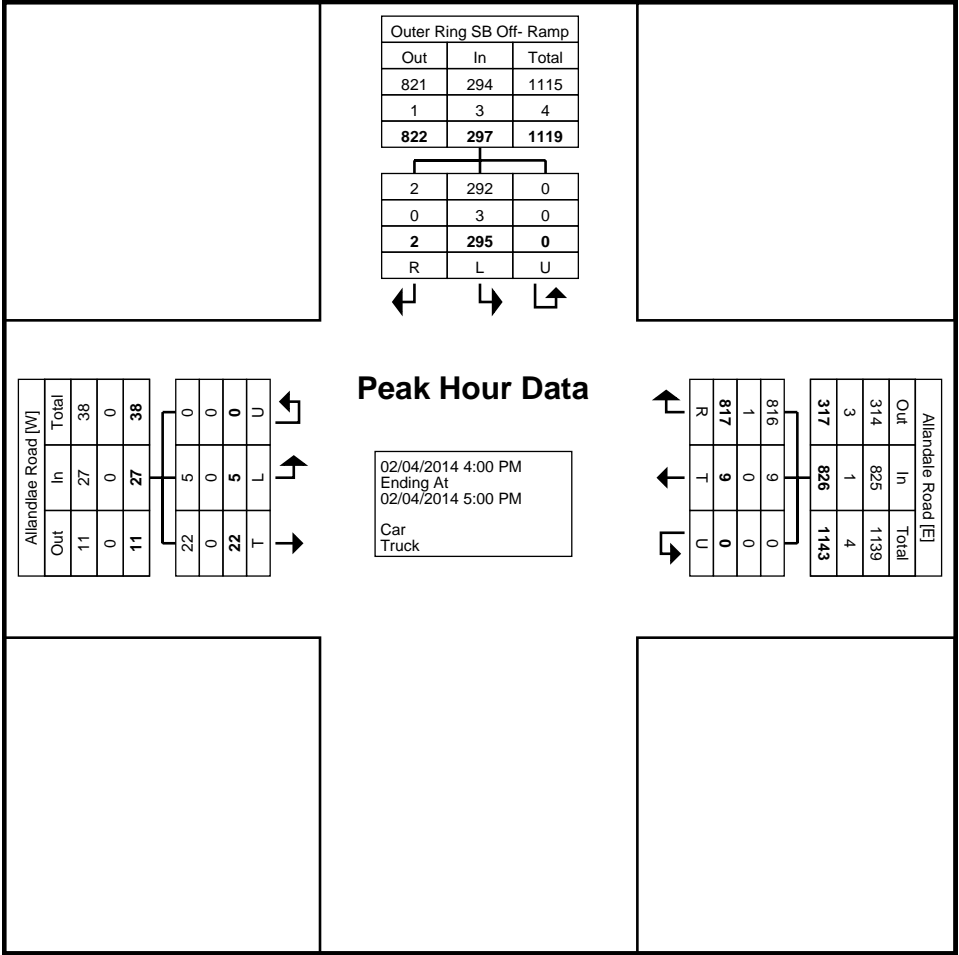 Outer Ring SB Off- Ramp
Out In Total
821 294 1115
1 3 4
822 297 1119
2 292 0
0 3 0
2 295 0
R L U
Peak Hour Data
02/04/2014 4:00 PM
Ending At
02/04/2014 5:00 PM
Car
Truck
Allandlae Road [W]
Out In Total
11 27 38
0 0 0
11 27 38
22 5 0
0 0 0
22 5 0
T L U
Allandale Road [E]
Out In Total
314 825 1139
3 1 4
317 826 1143
816 9 0
1 0 0
817 9 0
R T U